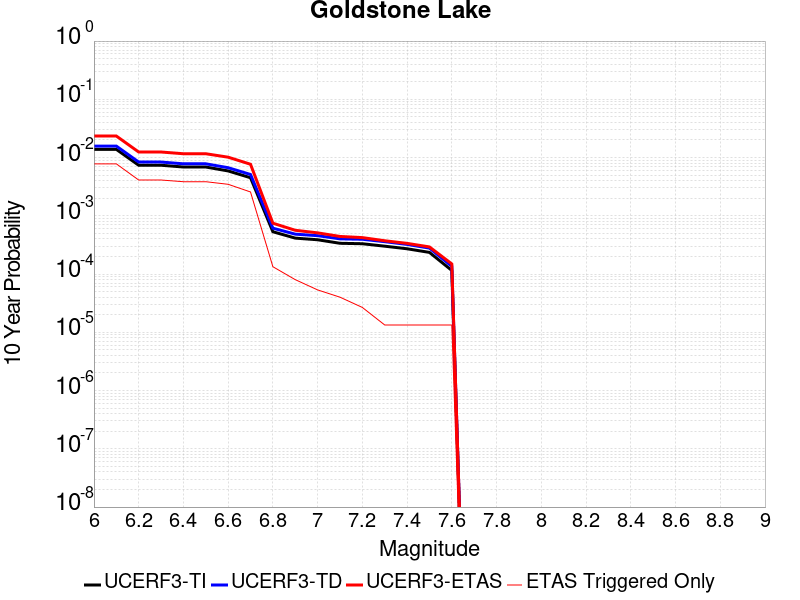 Goldstone Lake
10^0
10^-1
10^-2
10^-3
10^-4
10^-5
10^-6
10^-7
10^-8
10 Year Probability
6 6.2 6.4 6.6 6.8 7 7.2 7.4 7.6 7.8 8 8.2 8.4 8.6 8.8 9
Magnitude
UCERF3-TI UCERF3-TD UCERF3-ETAS ETAS Triggered Only